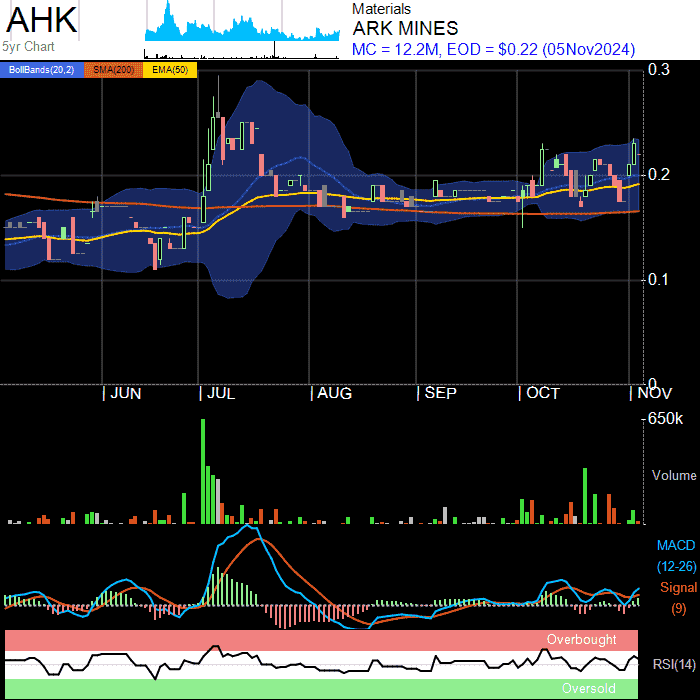 AHK
5yr Chart
Materials
ARK MINES
MC = 12.2M, EOD = $0.22 (05Nov2024)
BollBands(20,2) SMA(200) EMA(50)
0.3
0.2
0.1
0
| JUN | JUL | AUG | SEP | OCT | NOV
650k
Volume
MACD
(12-26)
Signal
(9)
Overbought
RSI(14)
Oversold